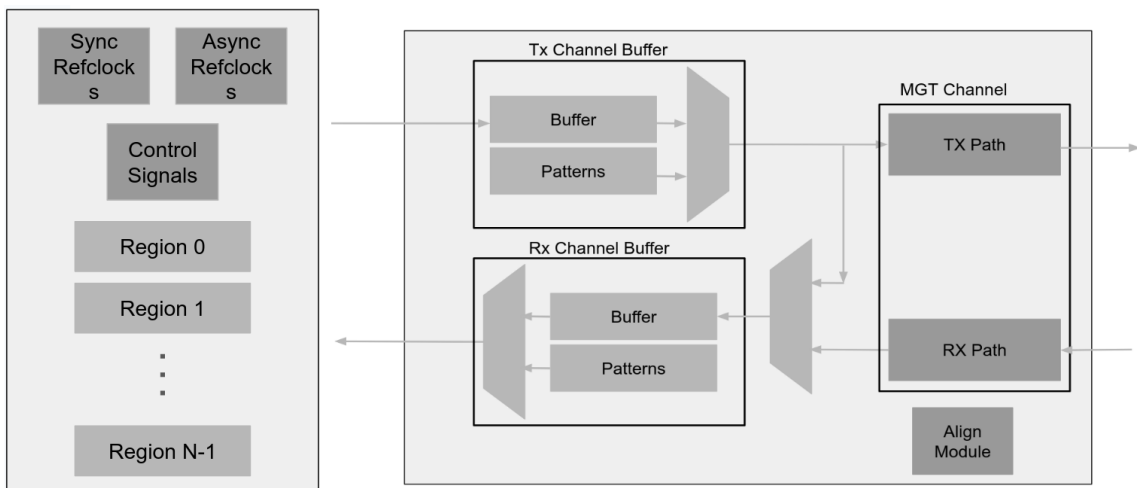 Sync
Refclock
s
Async
Refclock
s
Control
Signals
Region 0
Region 1
Region N-1
Tx Channel Buffer
Buffer
Patterns
Rx Channel Buffer
Buffer
Patterns
MGT Channel
TX Path
RX Path
Align
Module